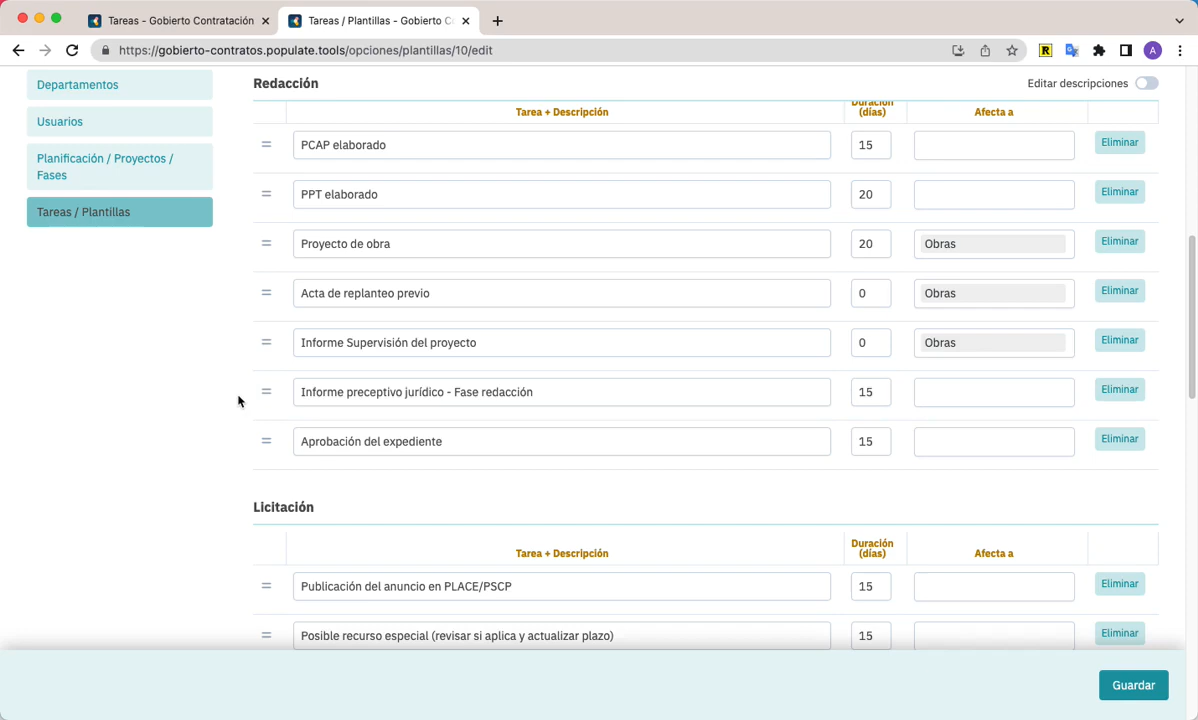 Tareas - Gobierto Contratación
Tareas / Plantillas - Gobierto Co
https://gobierto-contratos.populate.tools/opciones/plantillas/10/edit
R
A
Departamentos
Usuarios
Planificación / Proyectos /
Fases
Tareas / Plantillas
Redacción
Editar descripciones
Tarea + Descripción
Duración
(días)
Afecta a
PCAP elaborado
15
Eliminar
PPT elaborado
20
Eliminar
Proyecto de obra
20
Obras
Eliminar
Acta de replanteo previo
0
Obras
Eliminar
Informe Supervisión del proyecto
0
Obras
Eliminar
Informe preceptivo jurídico - Fase redacción
15
Eliminar
Aprobación del expediente
15
Eliminar
Licitación
Tarea + Descripción
Duración
(días)
Afecta a
Publicación del anuncio en PLACE/PSCP
15
Eliminar
Posible recurso especial (revisar si aplica y actualizar plazo)
15
Eliminar
Guardar